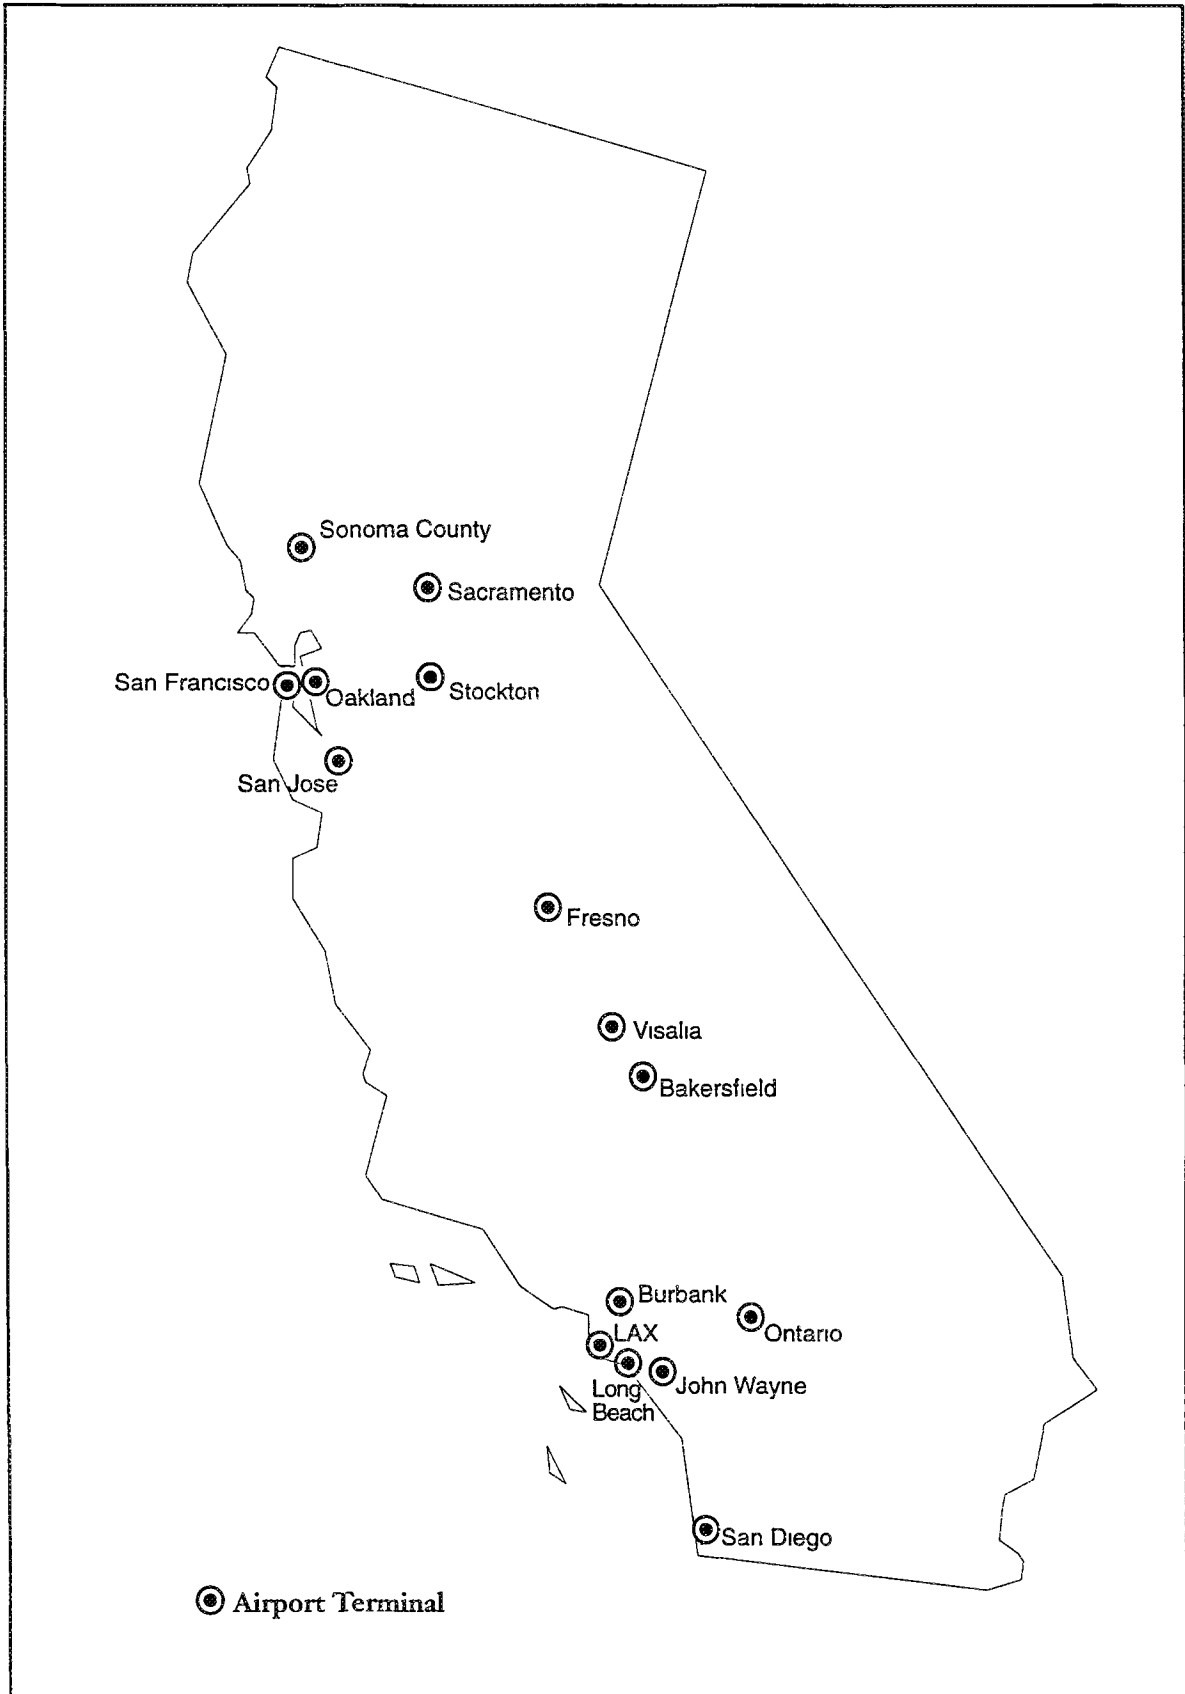 Sonoma County
Sacramento
San Francisco
Oakland
Stockton
San Jose
Fresno
Visalia
Bakersfield
Burbank
Ontario
LAX
Long
Beach
John Wayne
San Diego
Airport Terminal